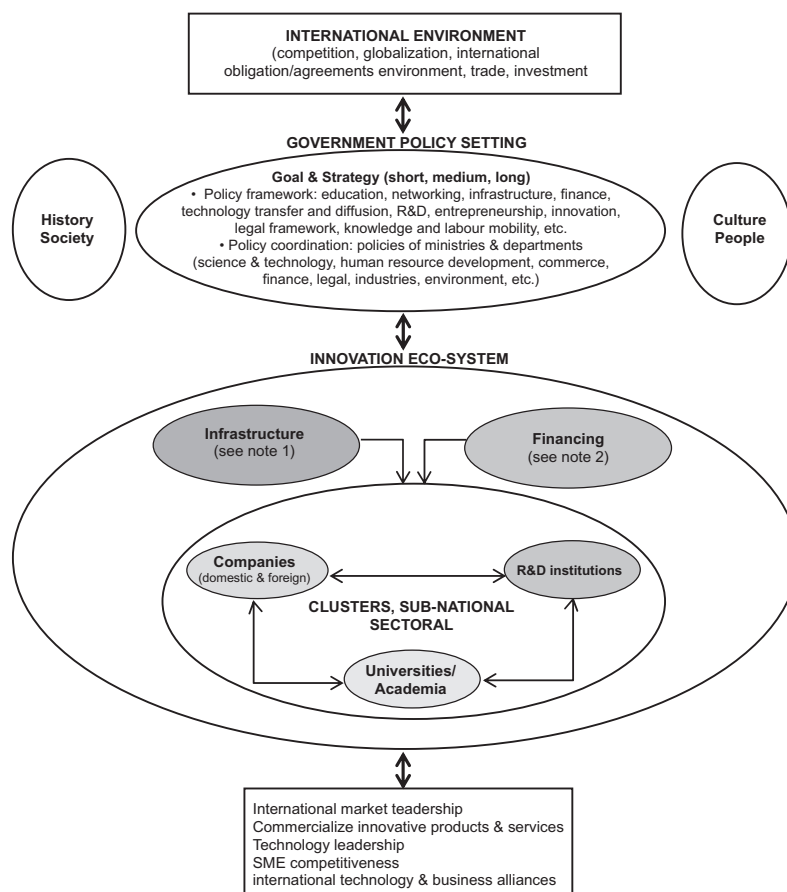 INTERNATIONAL ENVIRONMENT
(competition, globalization, international
obligation/agreements environment, trade, investment
GOVERNMENT POLICY SETTING
History
Society
Goal & Strategy (short, medium, long)
• Policy framework: education, networking, infrastructure, finance,
technology transfer and diffusion, R&D, entrepreneurship, innovation,
legal framework, knowledge and labour mobility, etc.
• Policy coordination: policies of ministries & departments
(science & technology, human resource development, commerce,
finance, legal, industries, environment, etc.)
Culture
People
INNOVATION ECO-SYSTEM
Infrastructure
(see note 1)
Financing
(see note 2)
Companies
(domestic & foreign)
R&D institutions
CLUSTERS, SUB-NATIONAL
SECTORAL
Universities/
Academia
International market teadership
Commercialize innovative products & services
Technology leadership
SME competitiveness
international technology & business alliances